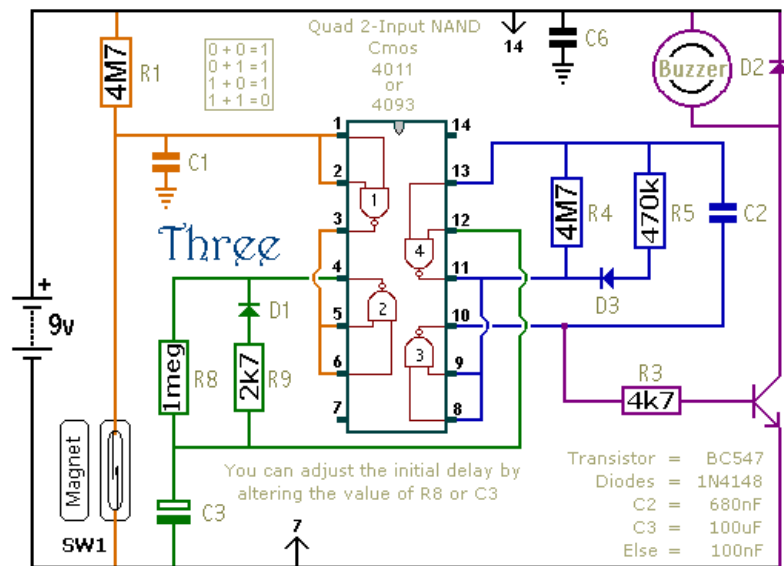 Quad 2-Input NAND
Cmos
4011
or
4093
0 + 0 = 1
0 + 1 = 1
1 + 0 = 1
1 + 1 = 0
4M7
R1
14
C6
Buzzer
D2
1
2
3
4
5
6
7
14
13
12
11
10
9
8
1
2
3
4
C1
Three
4M7
R4
470k
R5
C2
D3
+
9v
D1
1meg
R8
2k7
R9
R3
4k7
Magnet
SW1
C3
You can adjust the initial delay by
altering the value of R8 or C3
7
Transistor = BC547
Diodes = 1N4148
C2 = 680nF
C3 = 100uF
Else = 100nF